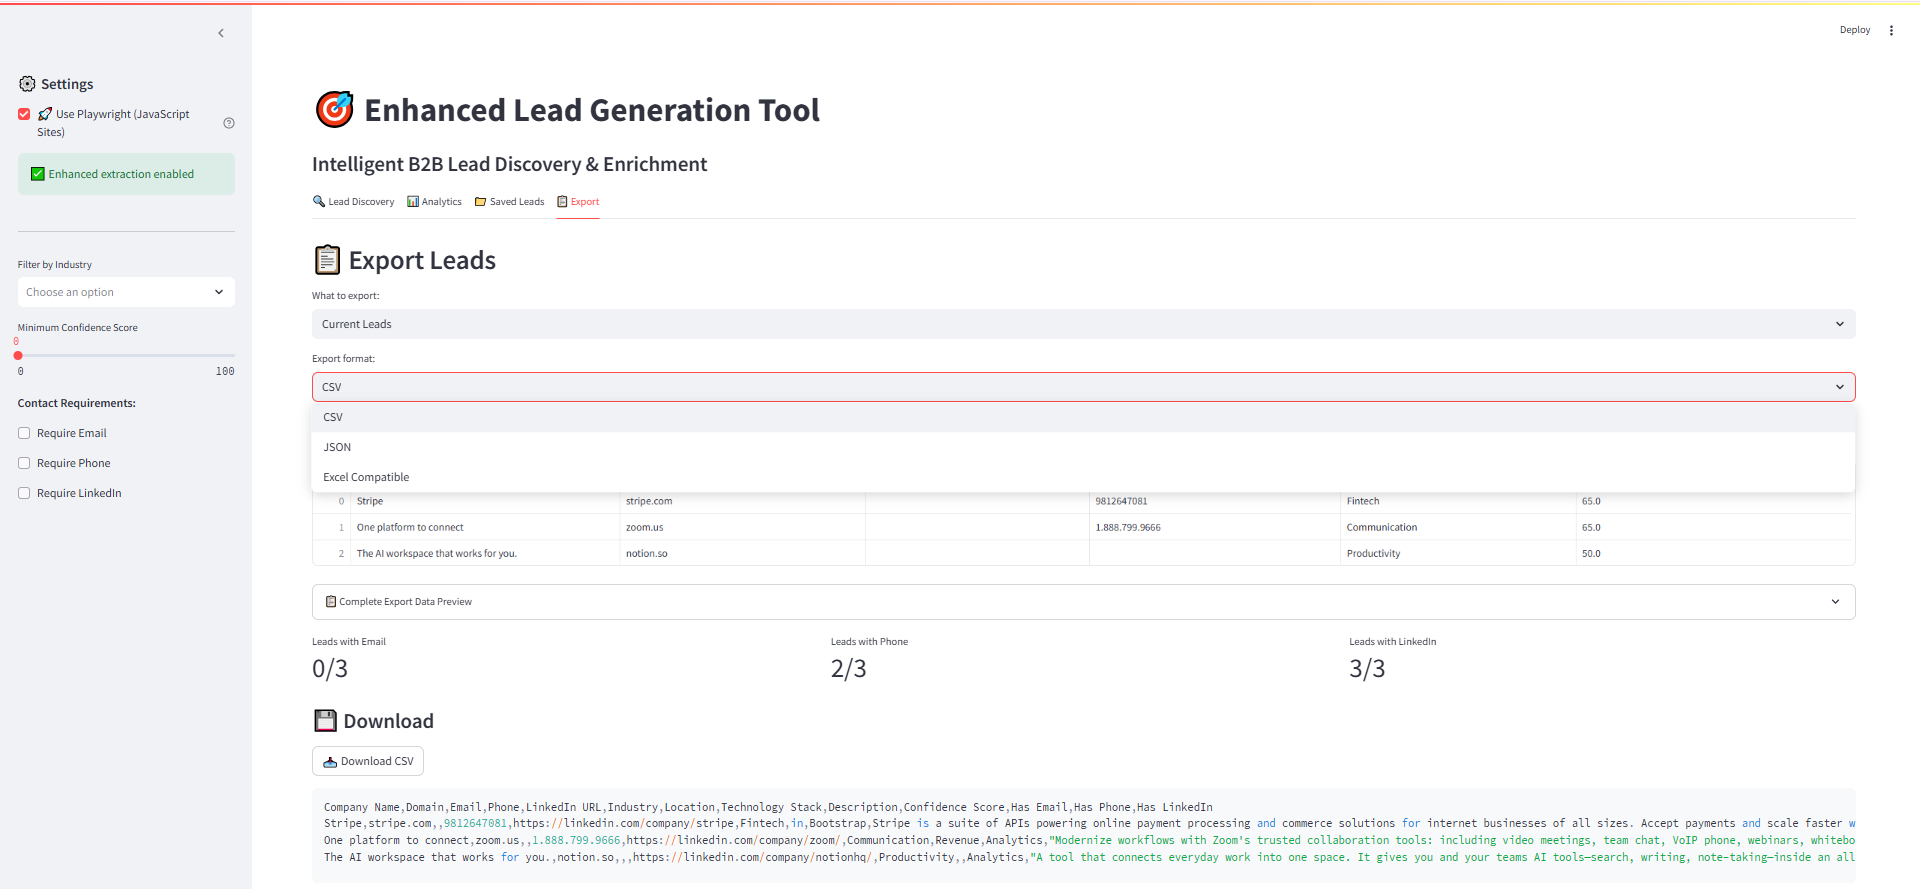 Deploy
Settings
Use Playwright (JavaScript
Sites)
Enhanced extraction enabled
Filter by Industry
Choose an option
Minimum Confidence Score
0
0 100
Contact Requirements:
Require Email
Require Phone
Require LinkedIn
Enhanced Lead Generation Tool
Intelligent B2B Lead Discovery & Enrichment
Lead Discovery Analytics Saved Leads Export
Export Leads
What to export:
Current Leads
Export format:
CSV
CSV
JSON
Excel Compatible
0 Stripe stripe.com 9812647081 Fintech 65.0
1 One platform to connect zoom.us 1.888.799.9666 Communication 65.0
2 The AI workspace that works for you. notion.so Productivity 50.0
Complete Export Data Preview
Leads with Email Leads with Phone Leads with LinkedIn
0/3 2/3 3/3
Download
Download CSV
Company Name,Domain,Email,Phone,LinkedIn URL,Industry,Location,Technology Stack,Description,Confidence Score,Has Email,Has Phone,Has LinkedIn
Stripe,stripe.com,,9812647081,https://linkedin.com/company/stripe,Fintech,in,Bootstrap,Stripe is a suite of APIs powering online payment processing and commerce solutions for internet businesses of all sizes. Accept payments and scale faster w
One platform to connect,zoom.us,,1.888.799.9666,https://linkedin.com/company/zoom/,Communication,Revenue,Analytics,"Modernize workflows with Zoom's trusted collaboration tools: including video meetings, team chat, VoIP phone, webinars, whitebo
The AI workspace that works for you.,notion.so,,,https://linkedin.com/company/notionhq/,Productivity,,Analytics,"A tool that connects everyday work into one space. It gives you and your teams AI tools—search, writing, note-taking—inside an all